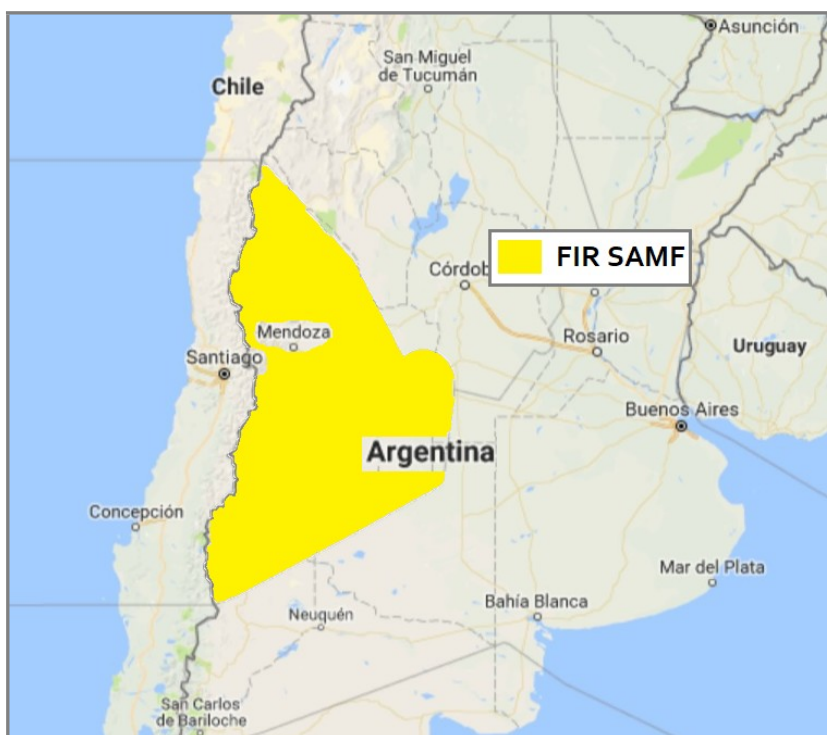 Asunción
San Miguel
de Tucumán
Chile
FIR SAMF
Mendoza
Rosario
Santiago
Uruguay
Buenos Aires
Argentina
Concepción
Mar del Plata
Bahía Blanca
Neuquén
San Carlos
de Bariloche